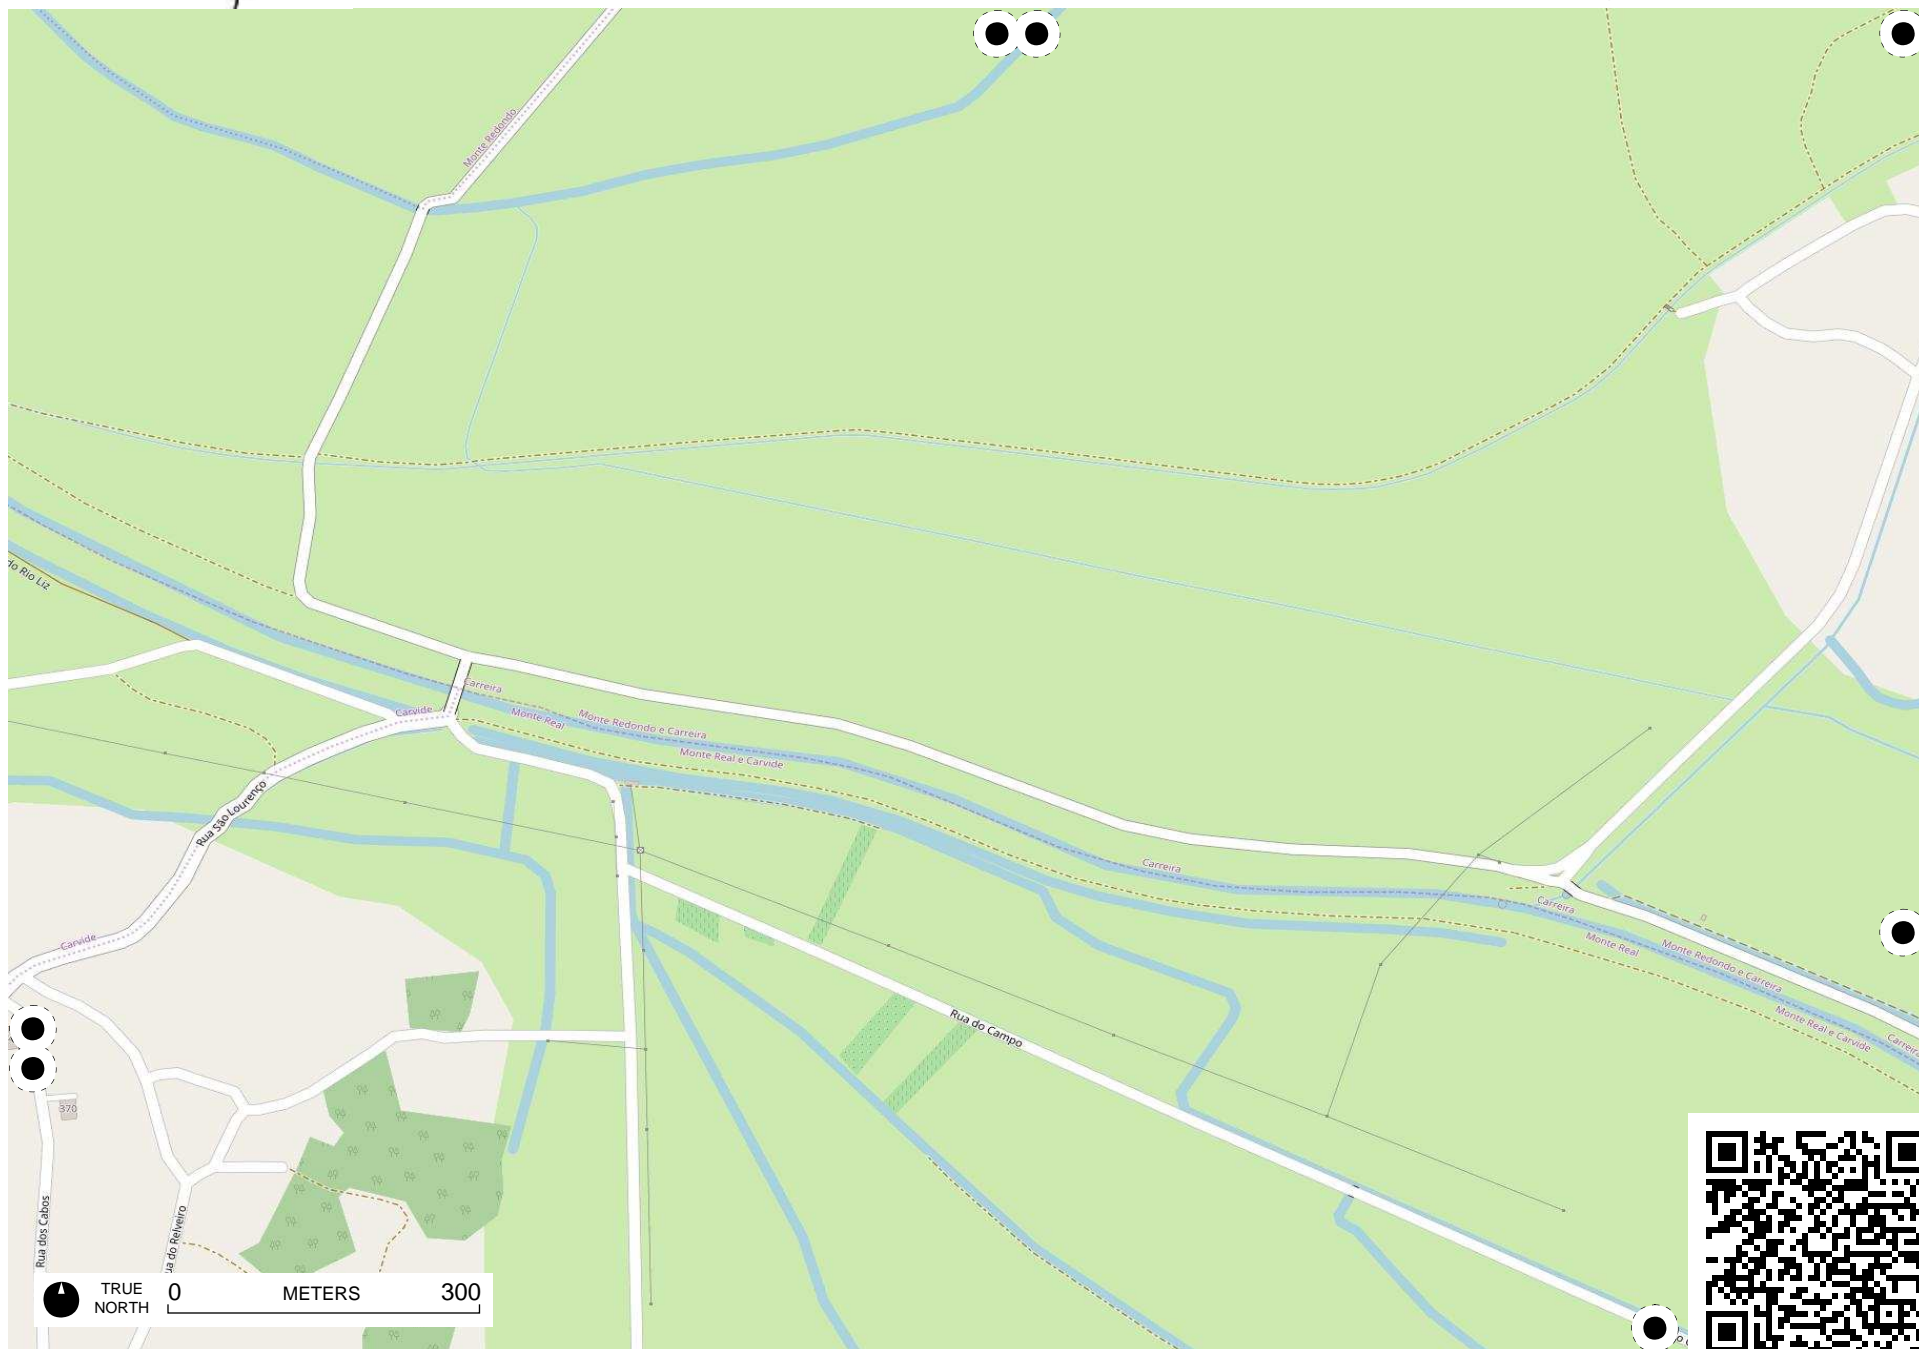 Monte Redondo
do Rio Liz
Carreira
Carvide
Monte Real
Monte Redondo e Carreira
Monte Real e Carvide
Rua São Lourenço
Carreira
Carreira
Monte Real
Monte Redondo e Carreira
Carvide
Rua do Campo
Monte Real e Carvide
Carreira
370
Rua dos Cabos
ua do Relveiro
TRUE
NORTH
0 METERS 300